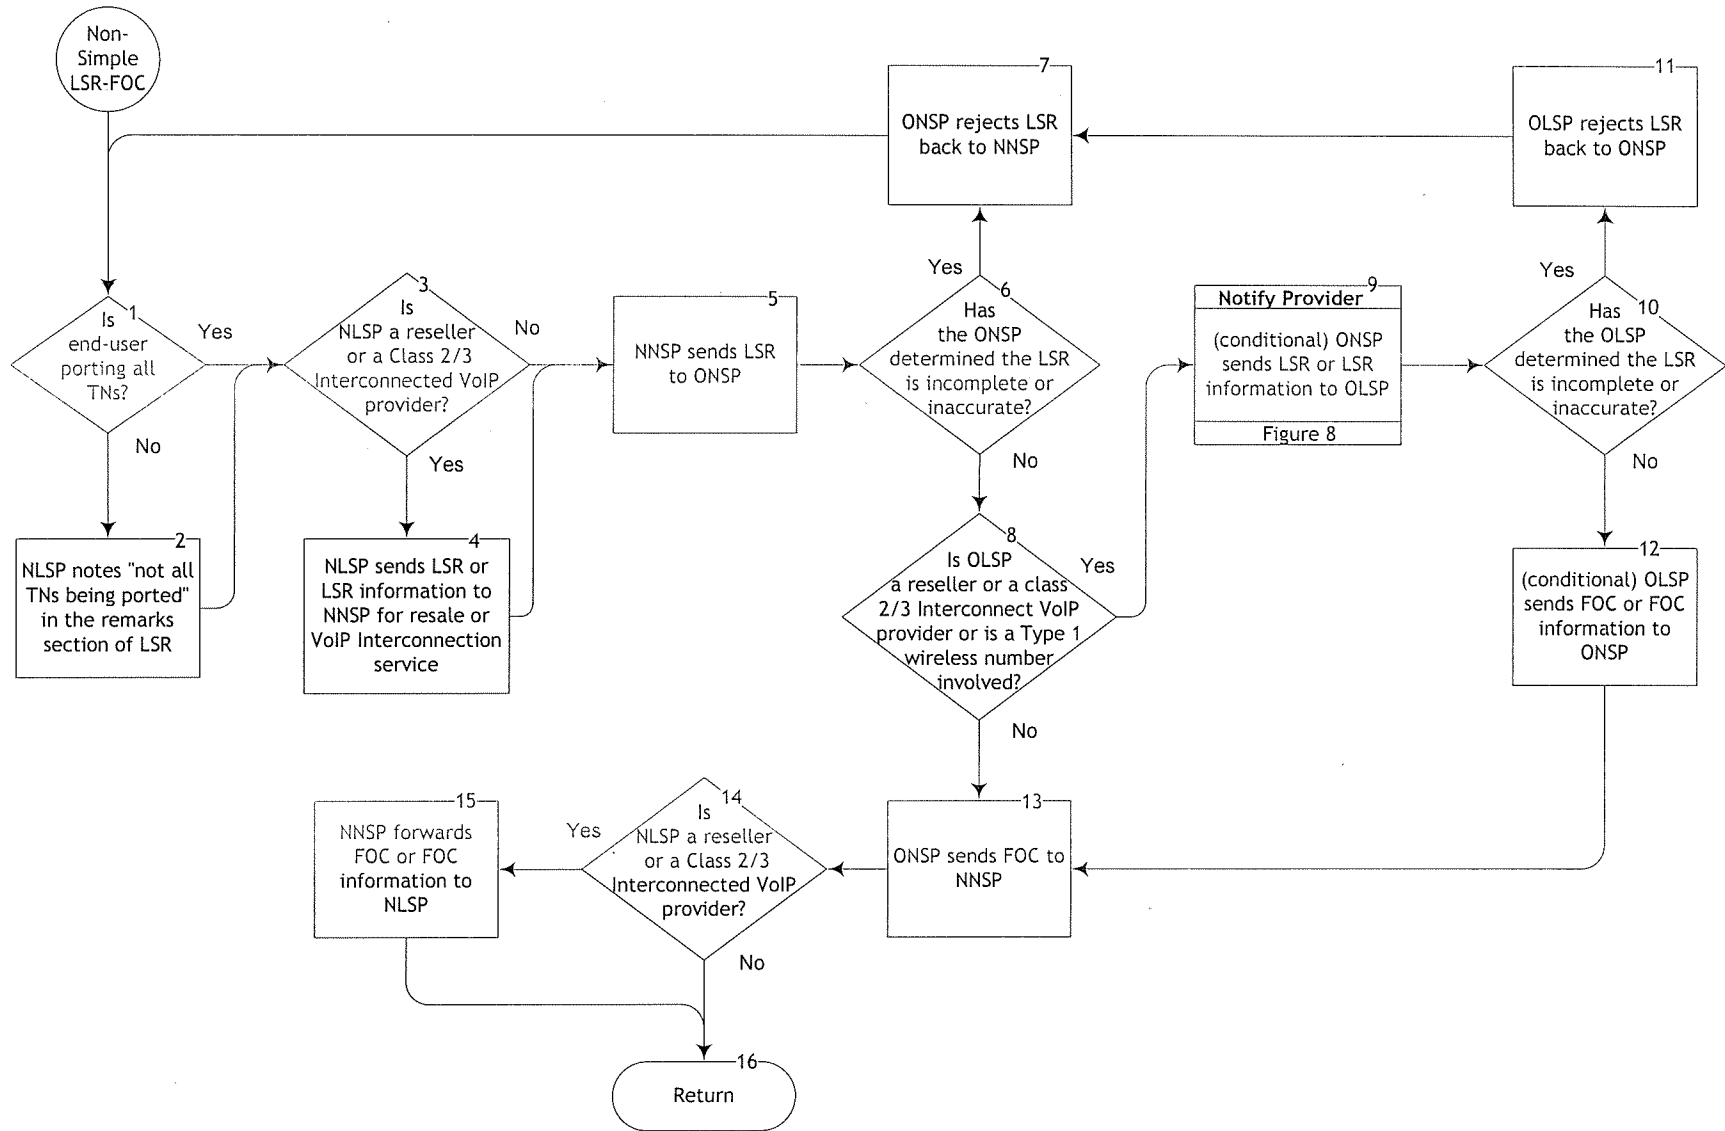 Non-
Simple
LSR-FOC
1
Is
end-user
porting all
TNs?
Yes
No
2
NLSP notes "not all
TNs being ported"
in the remarks
section of LSR
3
Is
NLSP a reseller
or a Class 2/3
Interconnected VoIP
provider?
No
Yes
4
NLSP sends LSR or
LSR information to
NNSP for resale or
VoIP Interconnection
service
5
NNSP sends LSR
to ONSP
6
Has
the ONSP
determined the LSR
is incomplete or
inaccurate?
Yes
No
7
ONSP rejects LSR
back to NNSP
8
Is OLSP
a reseller or a class
2/3 Interconnect VoIP
provider or is a Type 1
wireless number
involved?
Yes
No
9
Notify Provider
(conditional) ONSP
sends LSR or LSR
information to OLSP
Figure 8
10
Has
the OLSP
determined the LSR
is incomplete or
inaccurate?
Yes
No
11
OLSP rejects LSR
back to ONSP
12
(conditional) OLSP
sends FOC or FOC
information to
ONSP
13
ONSP sends FOC to
NNSP
14
Is
NLSP a reseller
or a Class 2/3
Interconnected VoIP
provider?
Yes
No
15
NNSP forwards
FOC or FOC
information to
NLSP
16
Return